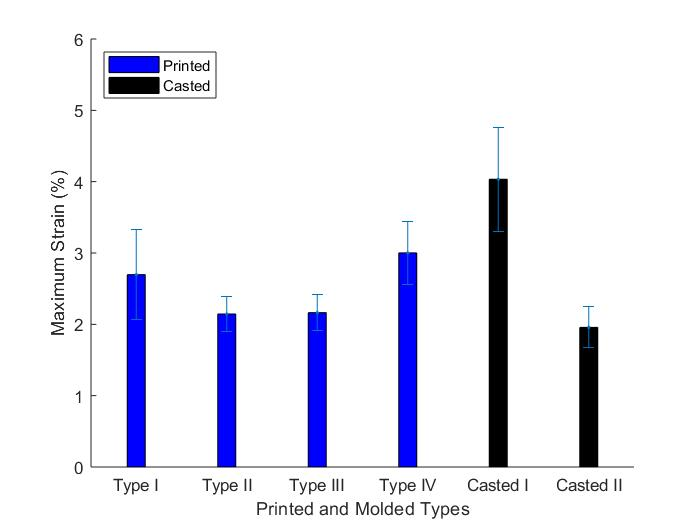 6
5
4
3
2
1
0
Maximum Strain (%)
Printed
Casted
Type I
Type II
Type III
Type IV
Casted I
Casted II
Printed and Molded Types